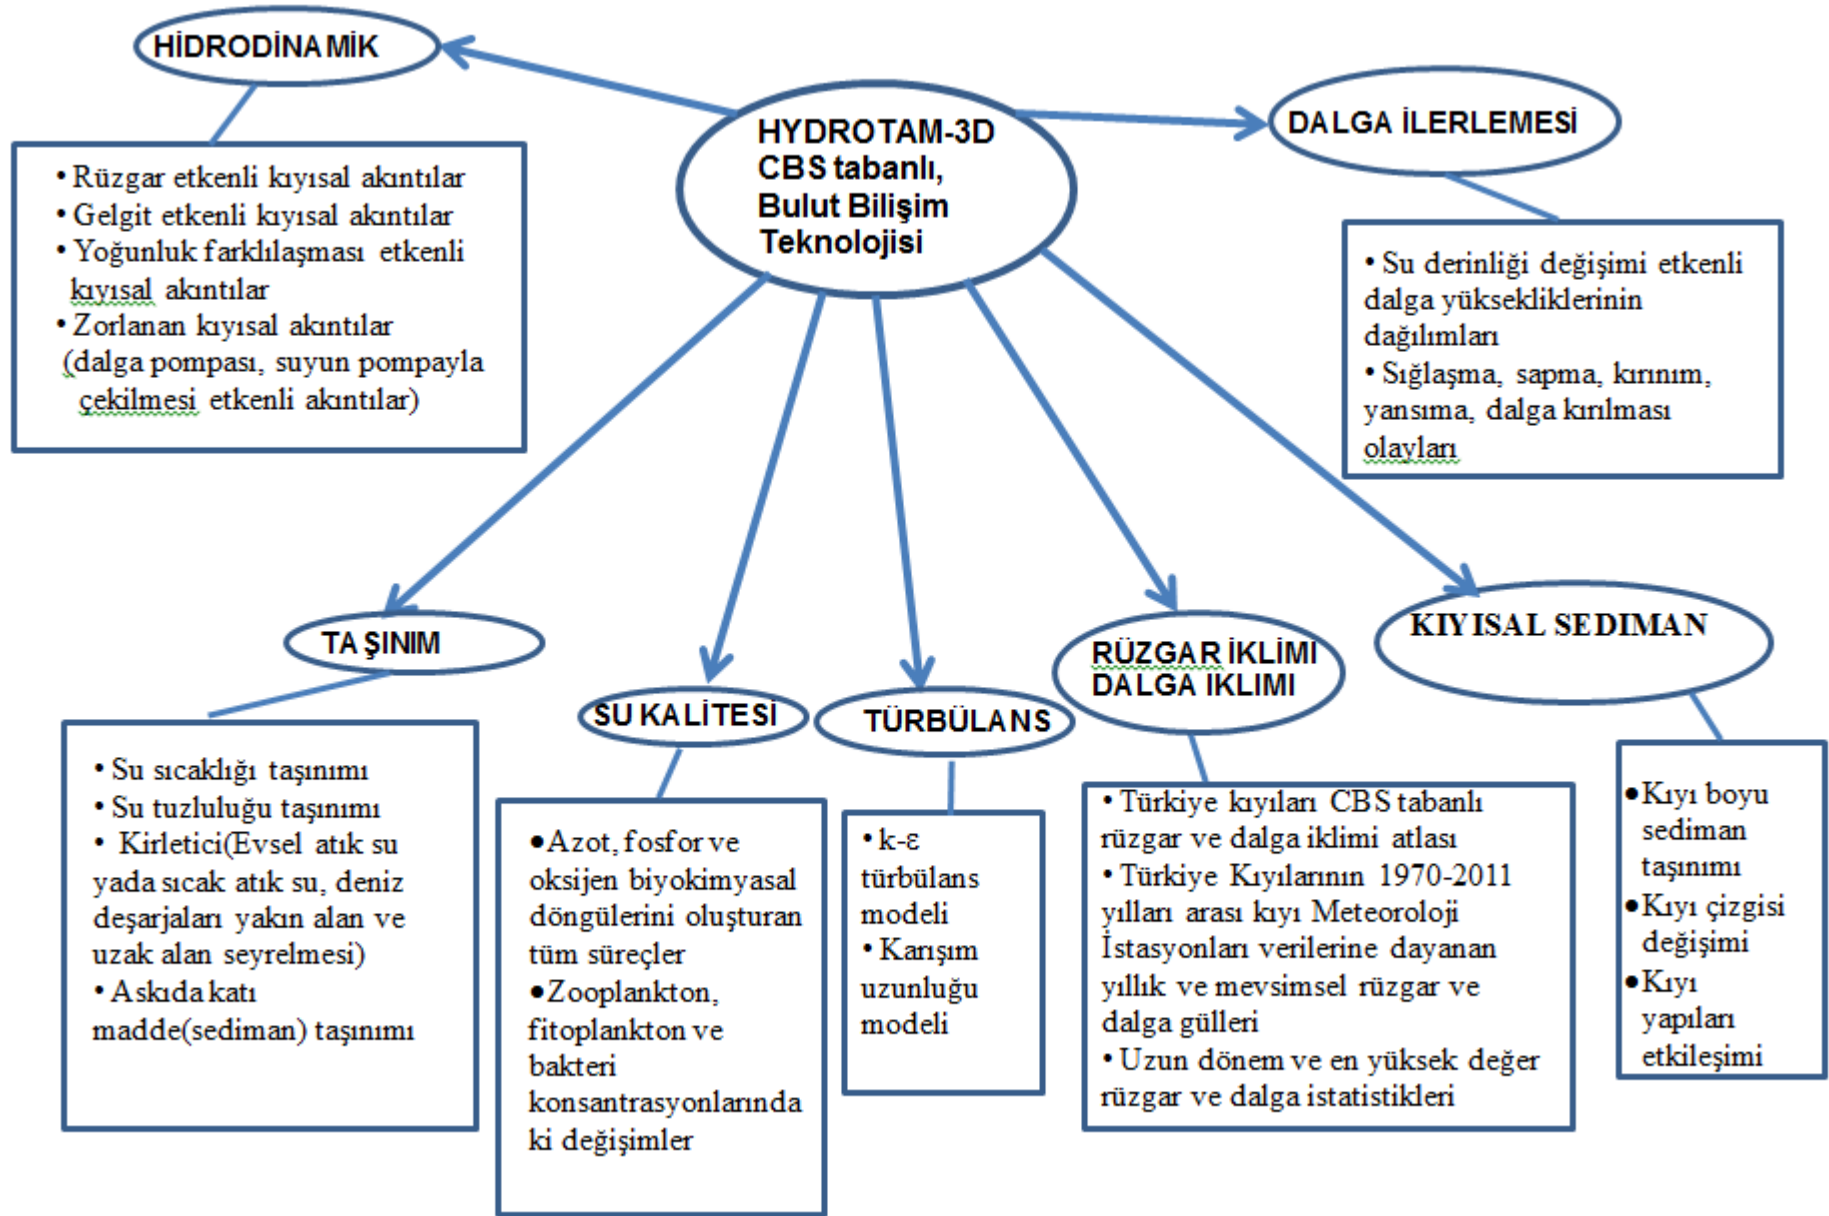 HİDRODİNAMİK
• Rüzgar etkenli kıyısal akıntılar
• Gelgit etkenli kıyısal akıntılar
• Yoğunluk farklılaşması etkenli
kıyısal akıntılar
• Zorlanan kıyısal akıntılar
(dalga pompası, suyun pompayla
çekilmesi etkenli akıntılar)
HYDROTAM-3D
CBS tabanlı,
Bulut Bilişim
Teknolojisi
DALGA İLERLEMESİ
• Su derinliği değişimi etkenli
dalga yüksekliklerinin
dağılımları
• Sığlaşma, sapma, kırınım,
yansıma, dalga kırılması
olayları
TAŞINIM
• Su sıcaklığı taşınımı
• Su tuzluluğu taşınımı
• Kirletici(Evsel atık su
yada sıcak atık su, deniz
deşarjaları yakın alan ve
uzak alan seyrelmesi)
• Askıda katı
madde(sediman) taşınımı
SU KALİTESİ
●Azot, fosfor ve
oksijen biyokimyasal
döngülerini oluşturan
tüm süreçler
●Zooplankton,
fitoplankton ve
bakteri
konsantrasyonlarında
ki değişimler
TÜRBÜLANS
• k-ε
türbülans
modeli
• Karışım
uzunluğu
modeli
RÜZGAR İKLİMİ
DALGA IKLIMI
• Türkiye kıyıları CBS tabanlı
rüzgar ve dalga iklimi atlası
• Türkiye Kıyılarının 1970-2011
yılları arası kıyı Meteoroloji
İstasyonları verilerine dayanan
yıllık ve mevsimsel rüzgar ve
dalga gülleri
• Uzun dönem ve en yüksek değer
rüzgar ve dalga istatistikleri
KIYISAL SEDIMAN
●Kıyı boyu
sediman
taşınımı
●Kıyı çizgisi
değişimi
●Kıyı
yapıları
etkileşimi